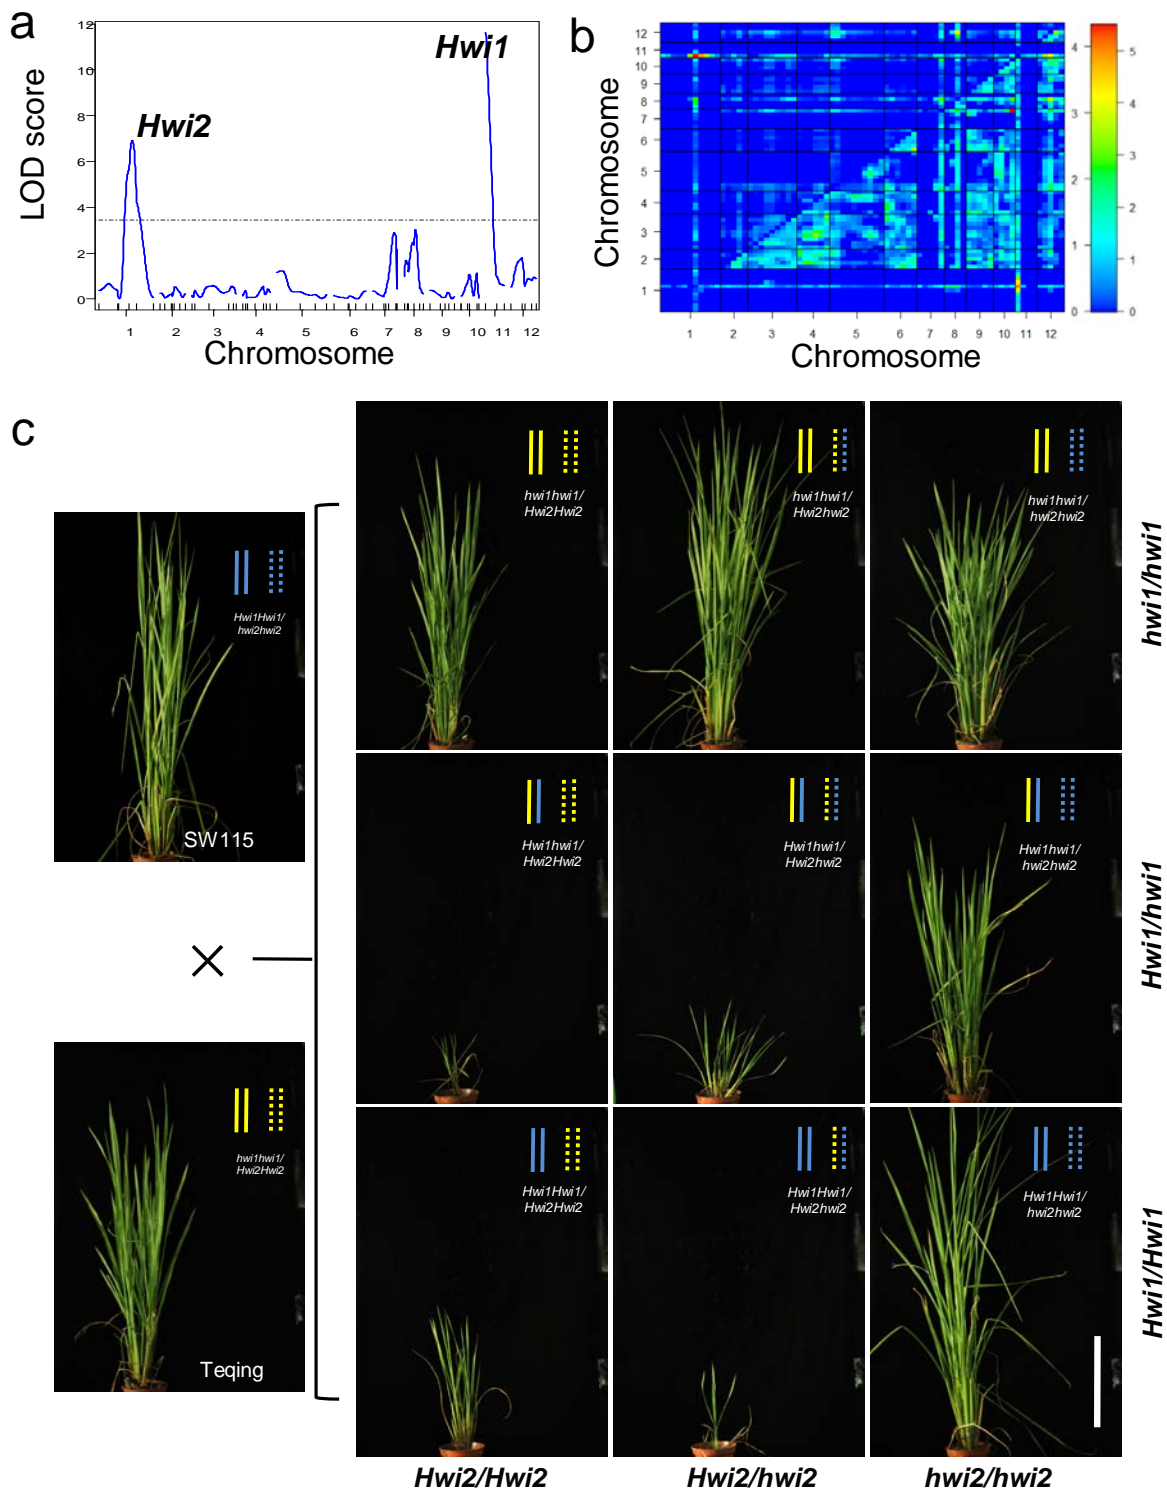 a
LOD score
12
10
8
6
4
2
0
Hwi2
Hwi1
1 2 3 4 5 6 7 8 9 10 11 12
Chromosome
b
Chromosome
12
11
10
9
8
7
6
5
4
3
2
1
1 2 3 4 5 6 7 8 9 10 11 12
Chromosome
4
3
2
1
0
5
4
3
2
1
0
c
Hwi1Hwi1/
hwi2hwi2
SW115
hwi1hwi1/
Hwi2Hwi2
Teqing
hwi1hwi1/
Hwi2Hwi2
hwi1hwi1/
Hwi2hwi2
hwi1hwi1/
hwi2hwi2
hwi1/hwi1
Hwi1hwi1/
Hwi2Hwi2
Hwi1hwi1/
Hwi2hwi2
Hwi1hwi1/
hwi2hwi2
Hwi1/hwi1
Hwi1Hwi1/
Hwi2Hwi2
Hwi1Hwi1/
Hwi2hwi2
Hwi1Hwi1/
hwi2hwi2
Hwi1/Hwi1
Hwi2/Hwi2
Hwi2/hwi2
hwi2/hwi2